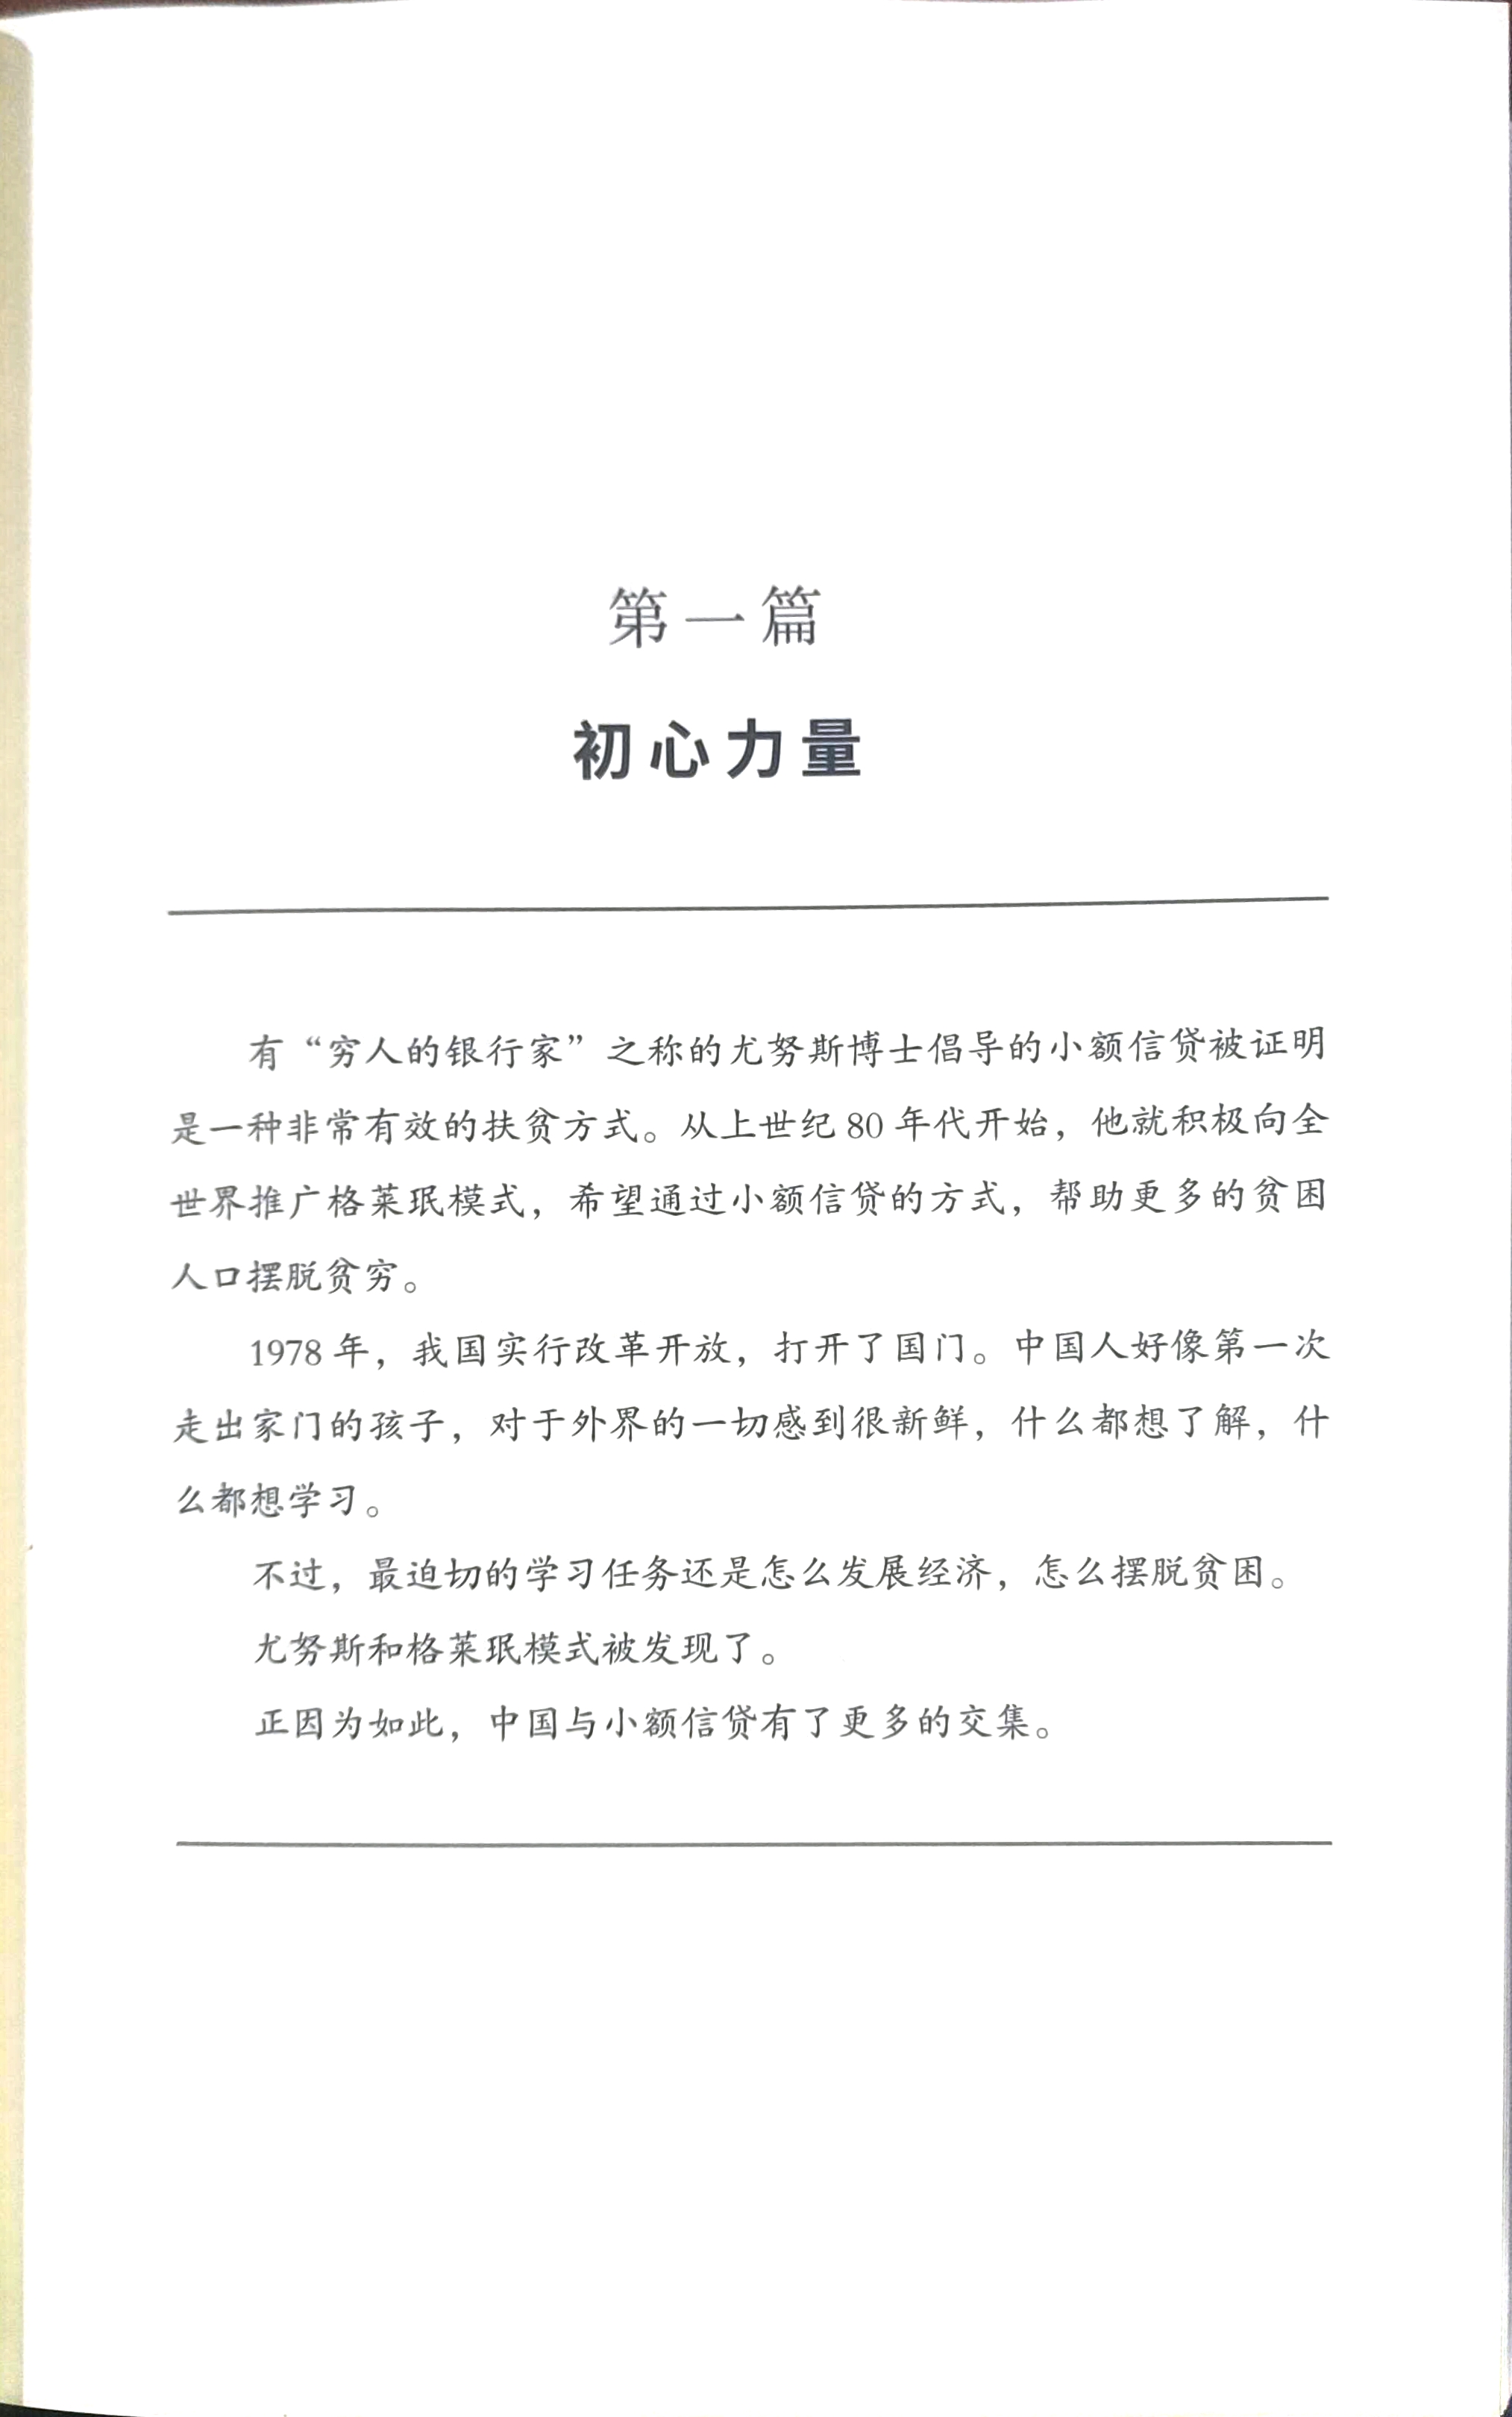 第一篇
初心力量
有“穷人的银行家”之称的尤努斯博士倡导的小额信贷被证明
是一种非常有效的扶贫方式。从上世纪80年代开始，他就积极向全
世界推广格莱珉模式，希望通过小额信贷的方式，帮助更多的贫困
人口摆脱贫穷。
1978年，我国实行改革开放，打开了国门。中国人好像第一次
走出家门的孩子，对于外界的一切感到很新鲜，什么都想了解，什
么都想学习。
不过，最迫切的学习任务还是怎么发展经济，怎么摆脱贫困。
尤努斯和格莱珉模式被发现了。
正因为如此，中国与小额信贷有了更多的交集。